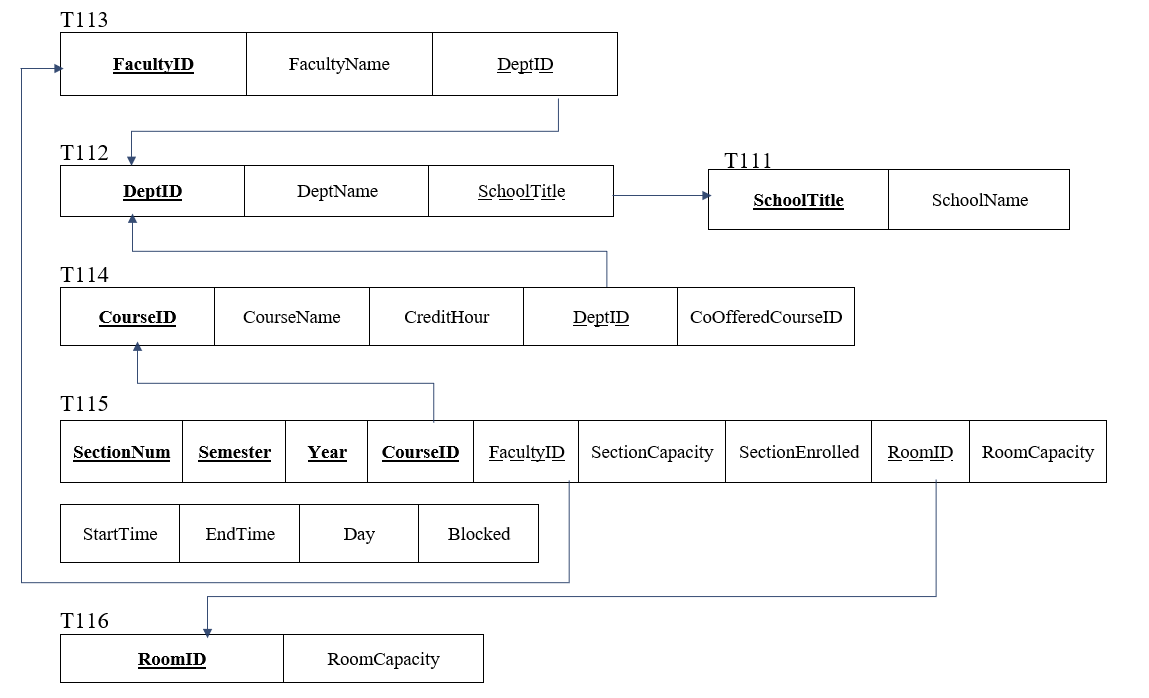 T113
FacultyID FacultyName DeptID
T112
DeptID DeptName SchoolTitle
T111
SchoolTitle SchoolName
T114
CourseID CourseName CreditHour DeptID CoOfferedCourseID
T115
SectionNum Semester Year CourseID FacultyID SectionCapacity SectionEnrolled RoomID RoomCapacity
StartTime EndTime Day Blocked
T116
RoomID RoomCapacity